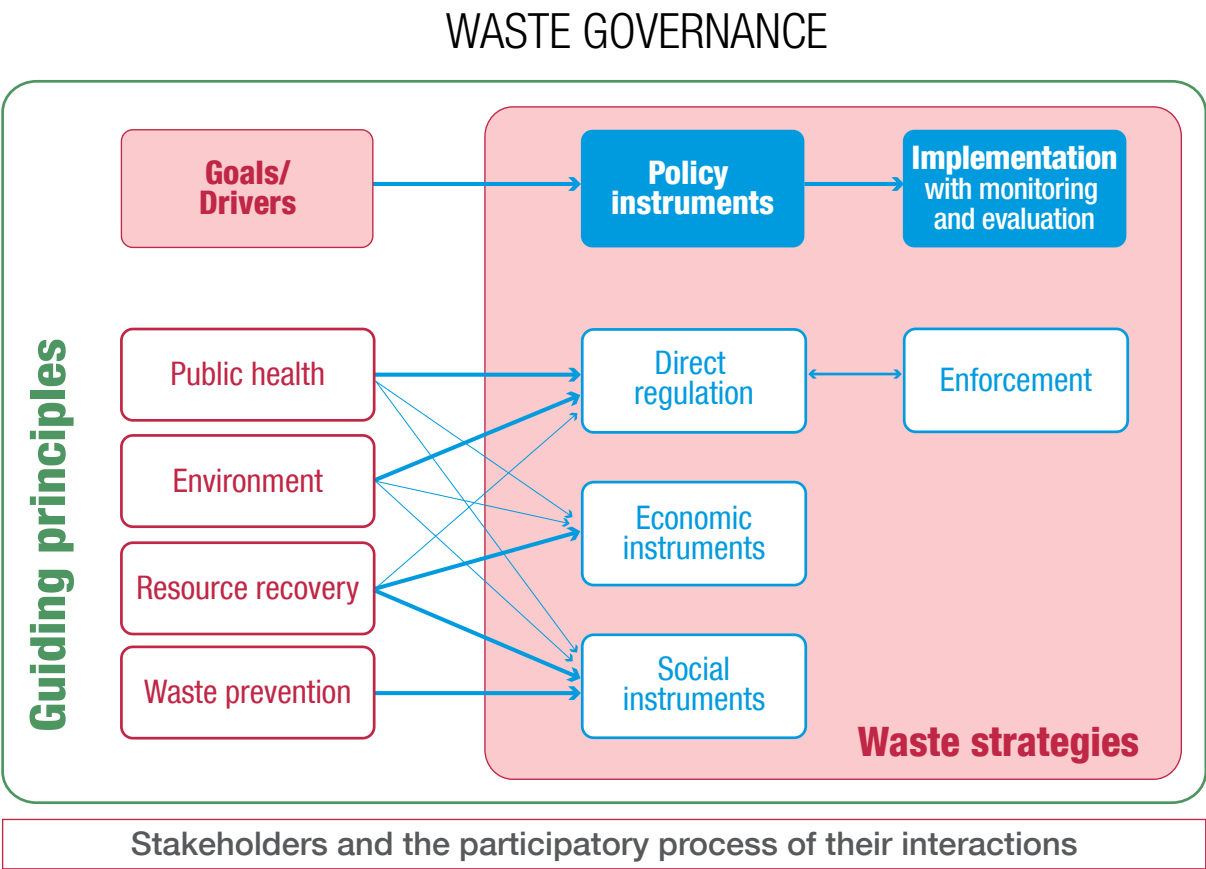 WASTE GOVERNANCE
Goals/
Drivers
Policy
instruments
Implementation
with monitoring
and evaluation
Guiding principles
Public health
Direct
regulation
Enforcement
Environment
Economic
instruments
Resource recovery
Waste prevention
Social
instruments
Waste strategies
Stakeholders and the participatory process of their interactions